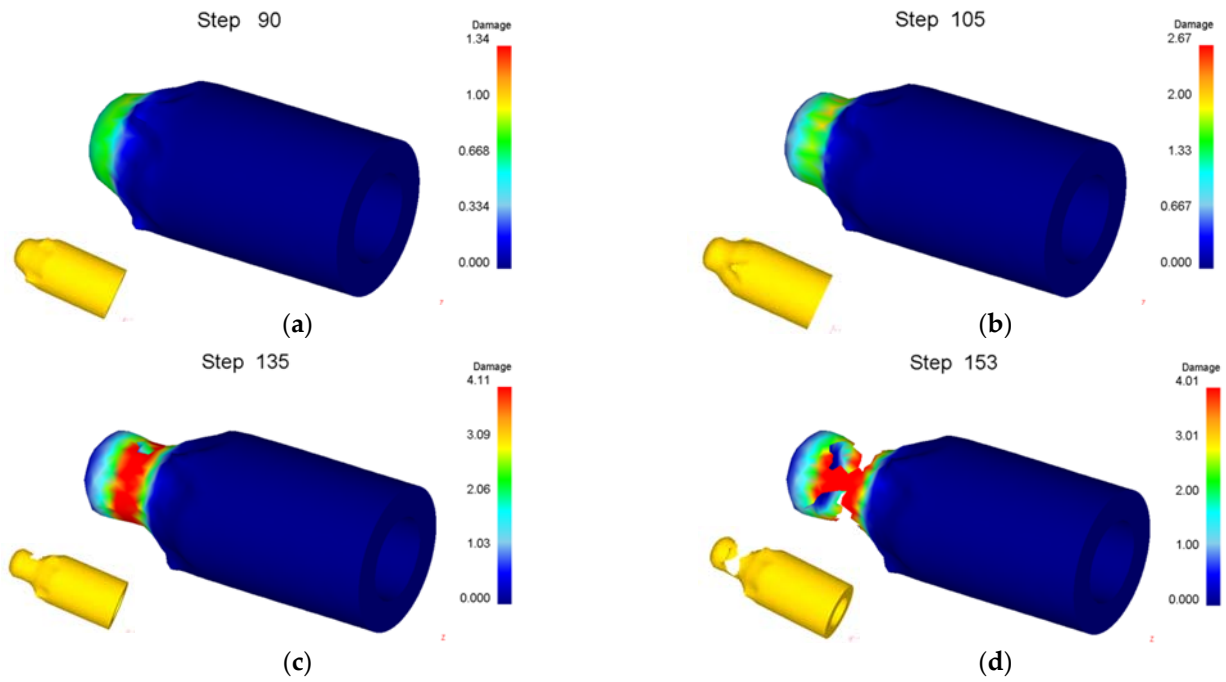 Step 90
Damage
1.34
1.00
0.668
0.334
0.000
(a)
Step 105
Damage
2.67
2.00
1.33
0.667
0.000
(b)
Step 135
Damage
4.11
3.09
2.06
1.03
0.000
(c)
Step 153
Damage
4.01
3.01
2.00
1.00
0.000
Z
(d)